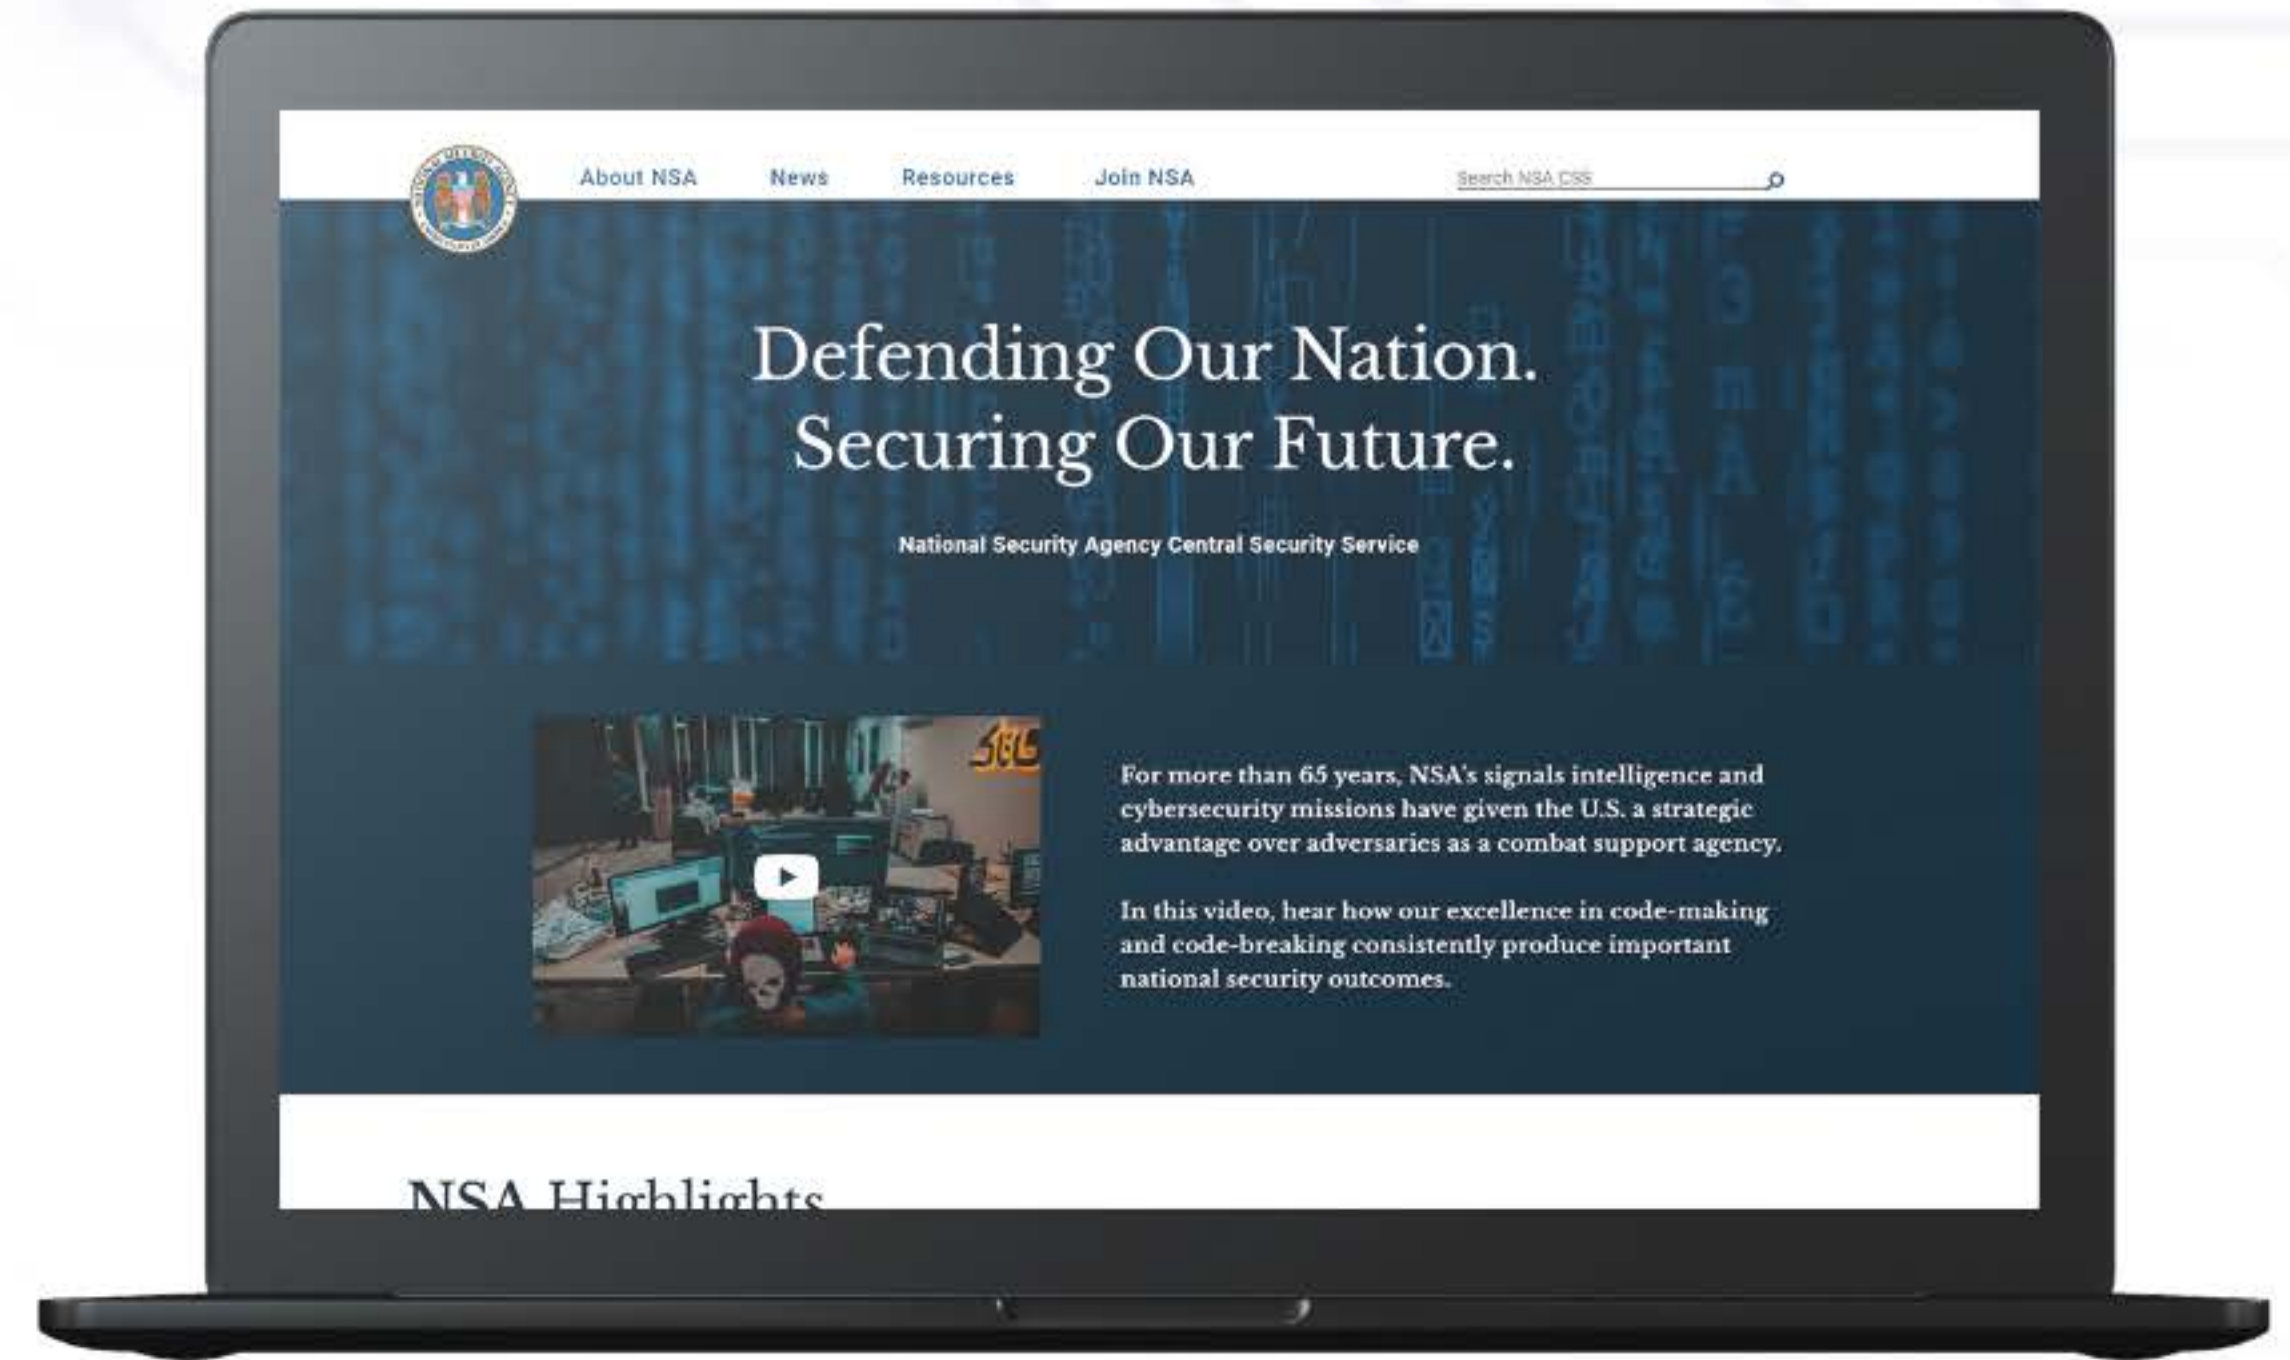 About NSA
News
Resources
Join NSA
Search NSA CSS
Defending Our Nation.
Securing Our Future.
National Security Agency Central Security Service
For more than 65 years, NSA's signals intelligence and
cybersecurity missions have given the U.S. a strategic
advantage over adversaries as a combat support agency.
In this video, hear how our excellence in code-making
and code-breaking consistently produce important
national security outcomes.
NSA Highlights